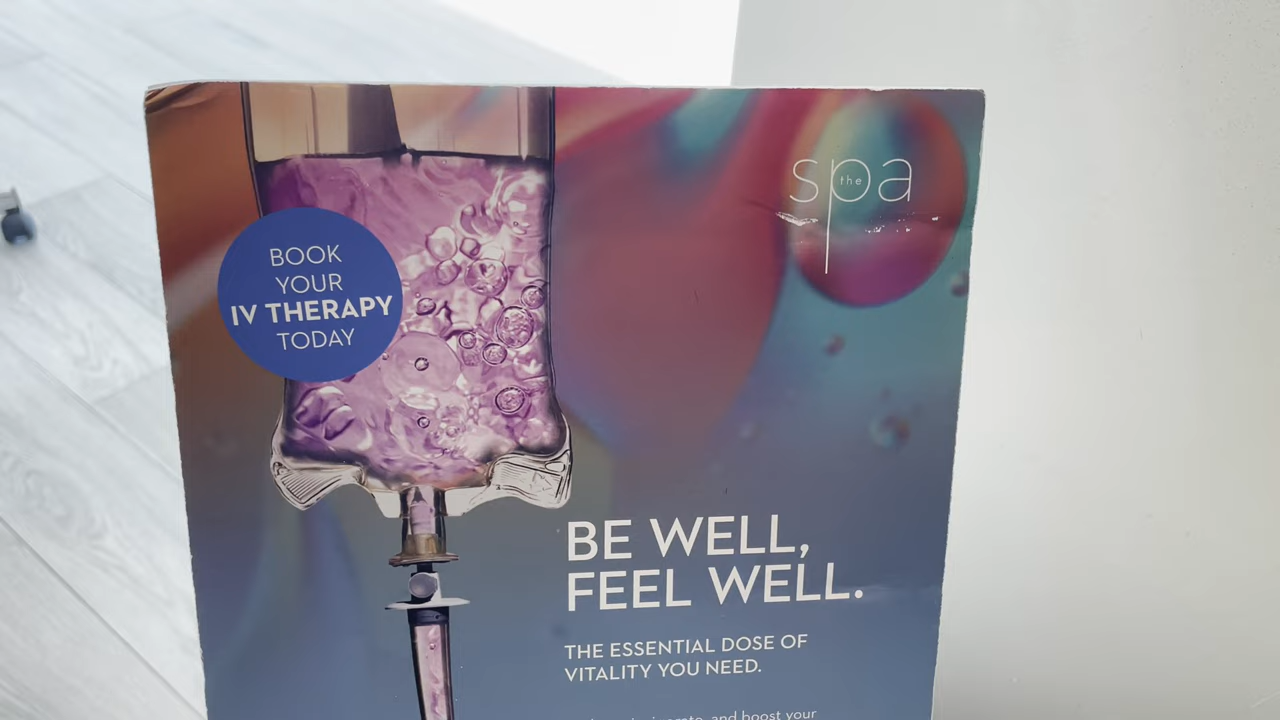 the spa
BOOK
YOUR
IV THERAPY
TODAY
BE WELL,
FEEL WELL.
THE ESSENTIAL DOSE OF
VITALITY YOU NEED.
and boost your